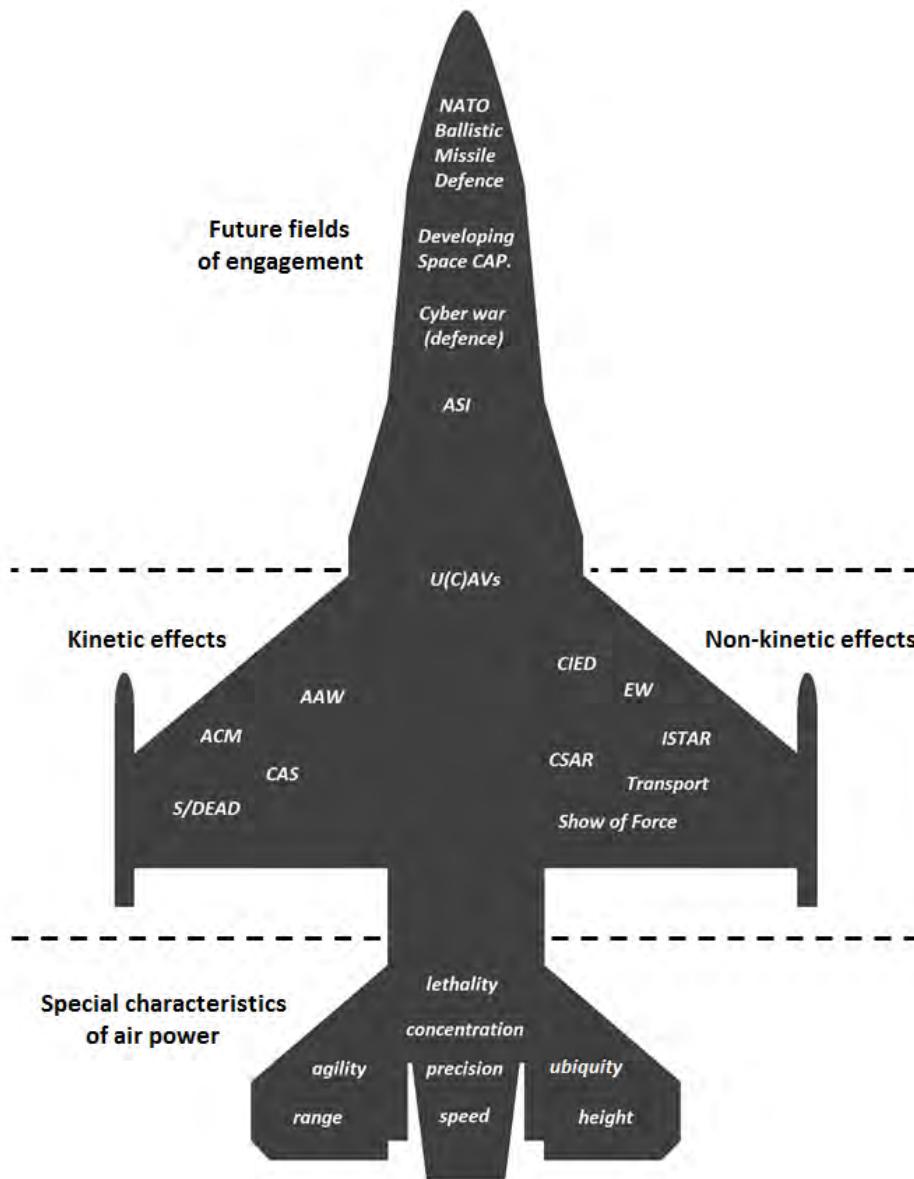 NATO
Ballistic
Missile
Defence
Future fields
of engagement
Developing
Space CAP.
Cyber war
(defence)
ASI
U(C)AVs
Kinetic effects
Non-kinetic effects
AAW
ACM
CAS
S/DEAD
CIED
EW
ISTAR
CSAR
Transport
Show of Force
Special characteristics
of air power
lethality
concentration
agility
precision
ubiquity
range
speed
height